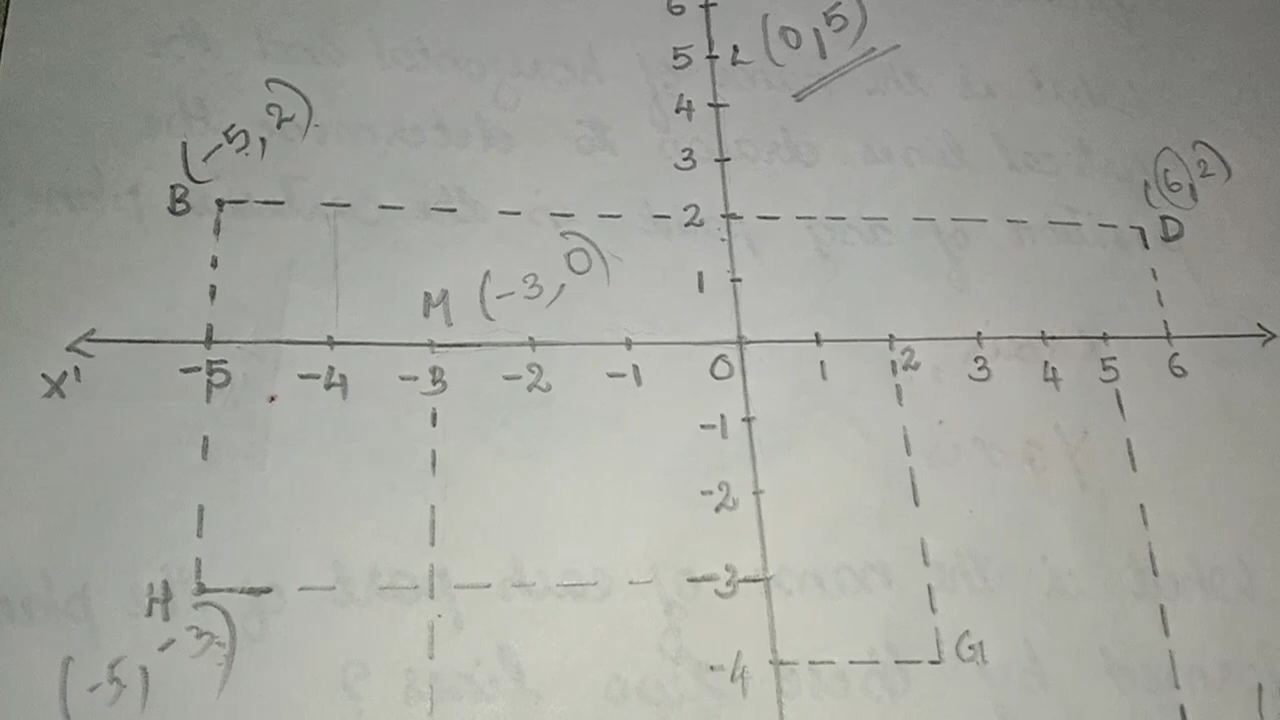 6
5 L (0,5)
4
(-5,2)
3
(6,2)
B
2
D
1
M (-3,0)
X' -5 -4 -3 -2 -1 0 1 2 3 4 5 6
-1
-2
-3
H
(-5,-3)
-4
G